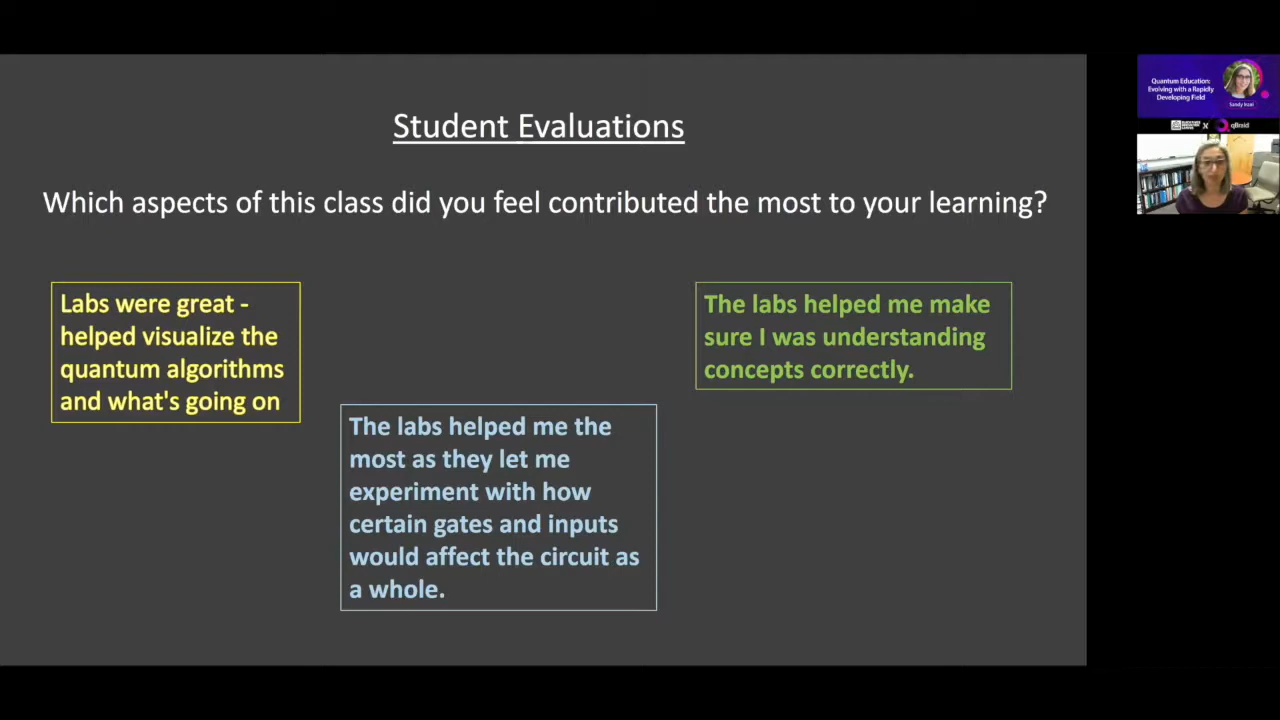 Student Evaluations
Which aspects of this class did you feel contributed the most to your learning?
Labs were great -
helped visualize the
quantum algorithms
and what's going on
The labs helped me the
most as they let me
experiment with how
certain gates and inputs
would affect the circuit as
a whole.
The labs helped me make
sure I was understanding
concepts correctly.
Quantum Education:
Evolving with a Rapidly
Developing Field
Sandy Irani
X
qBraid